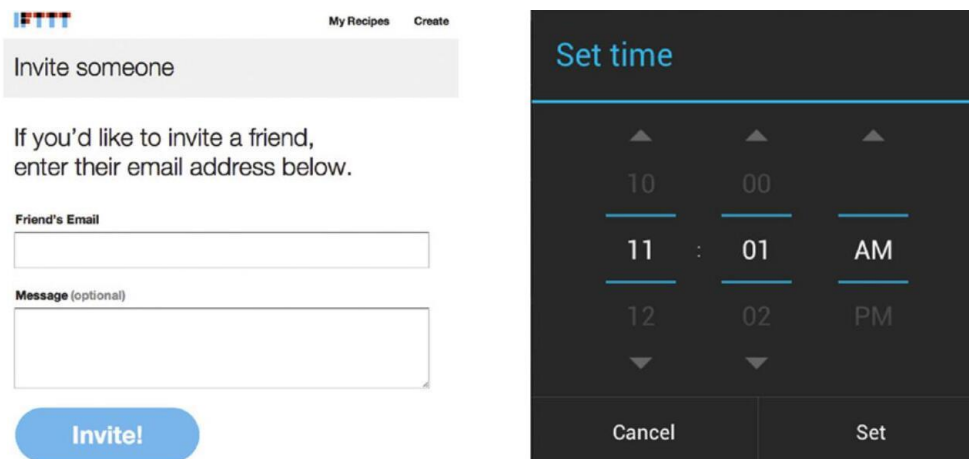 IFTTT
My Recipes Create
Invite someone
If you’d like to invite a friend,
enter their email address below.
Friend's Email
Message (optional)
Invite!
Set time
10 00
11 : 01 AM
12 02 PM
Cancel Set